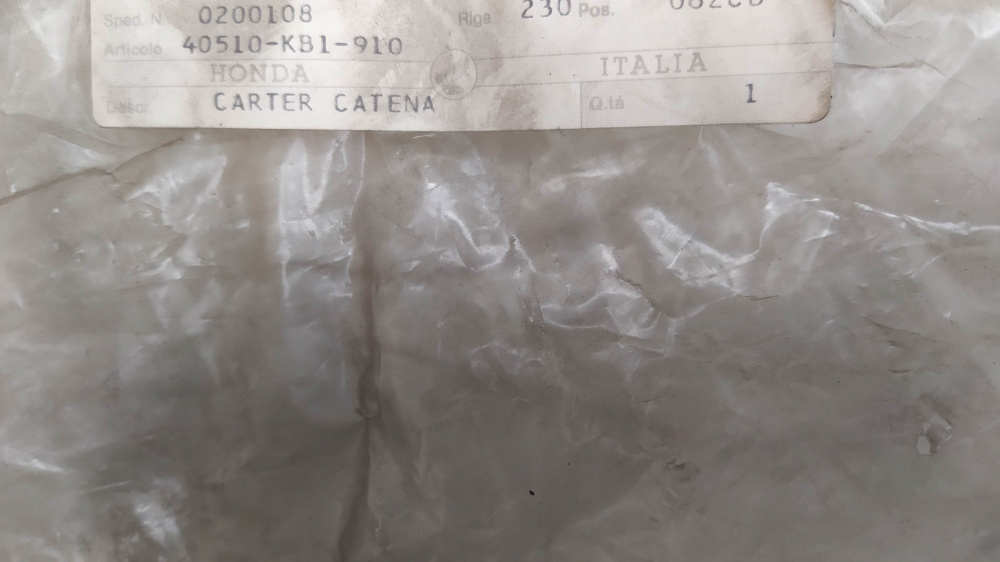 Sped. N 0200108 Riga 230 Pos.
Articolo 40510-KB1-910
HONDA ITALIA
Descr. CARTER CATENA Q.tà 1